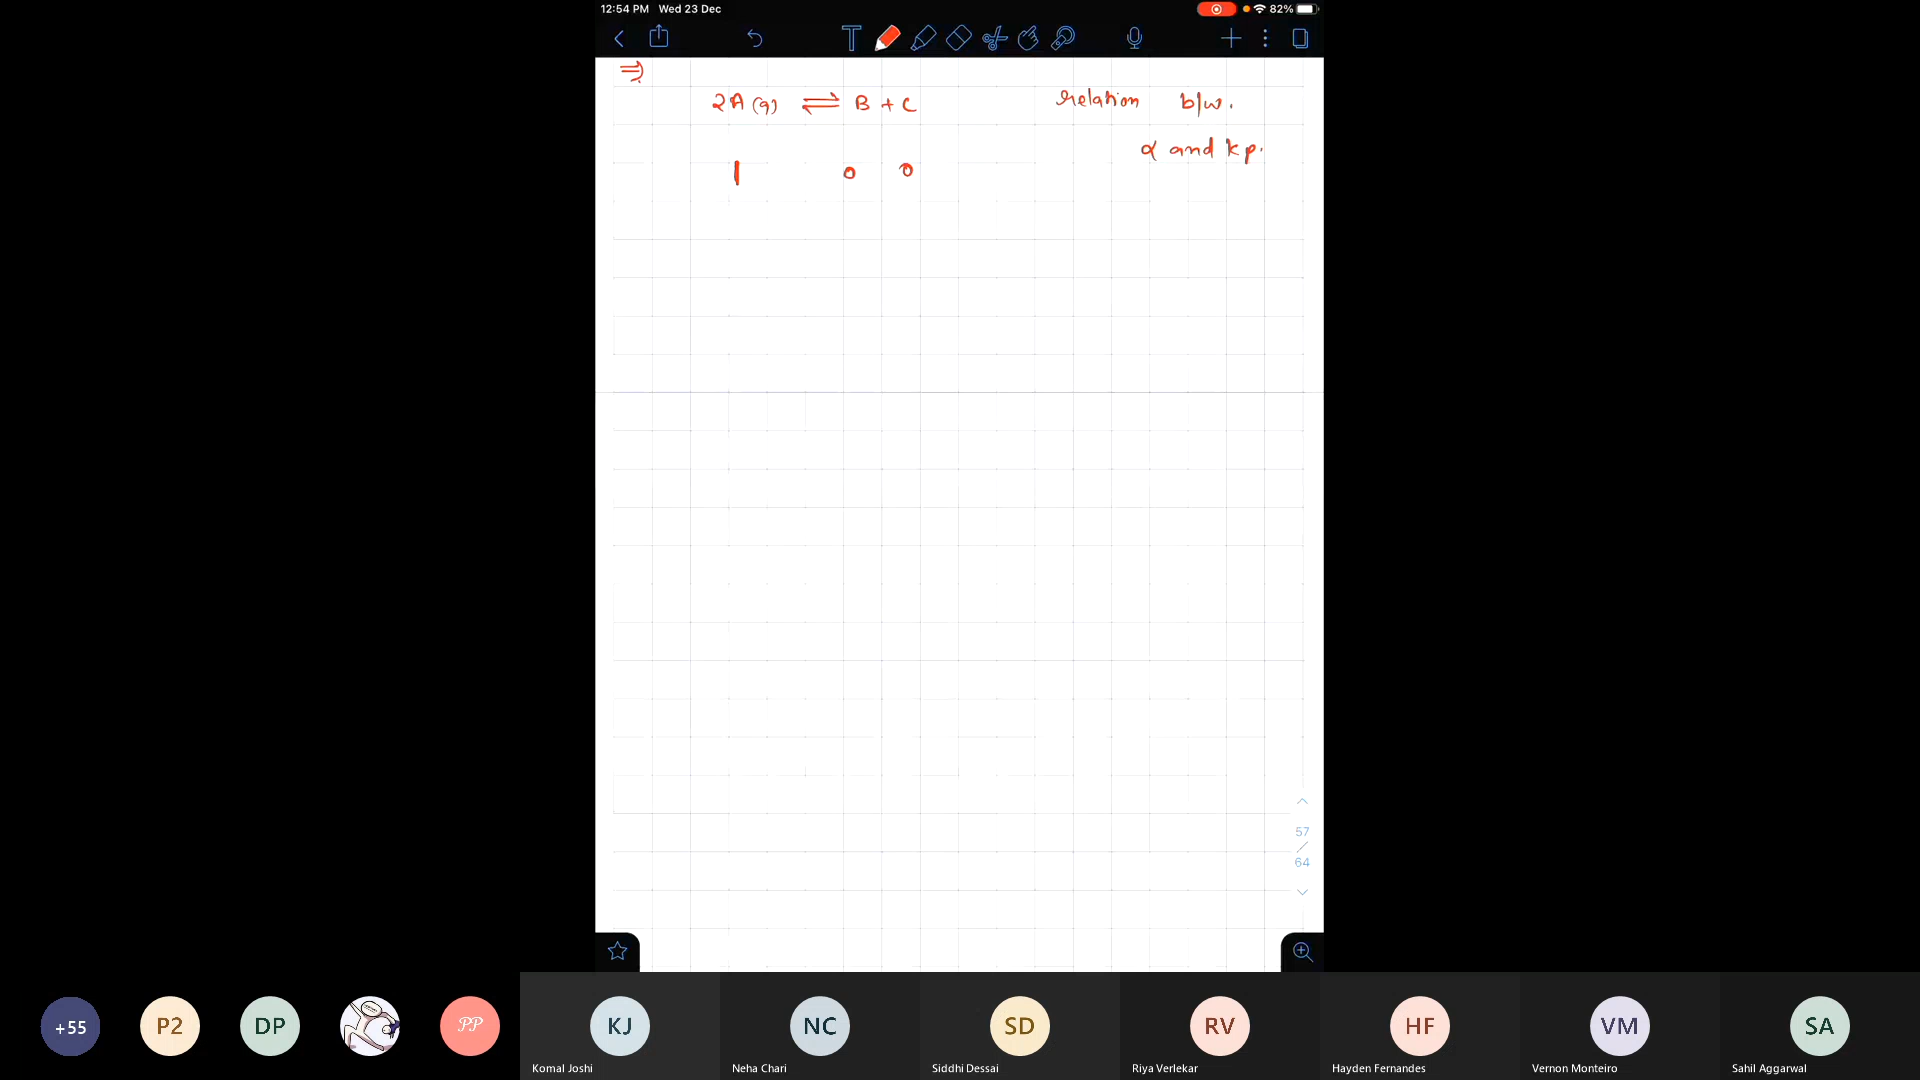 12:54 PM Wed 23 Dec
82%
⇒
2A (g) ⇌ B + C
relation b/w.
α and kp.
1 0 0
57
64
+55
P2
DP
PP
KJ
NC
SD
RV
HF
VM
SA
Komal Joshi
Neha Chari
Siddhi Dessai
Riya Verlekar
Hayden Fernandes
Vernon Monteiro
Sahil Aggarwal